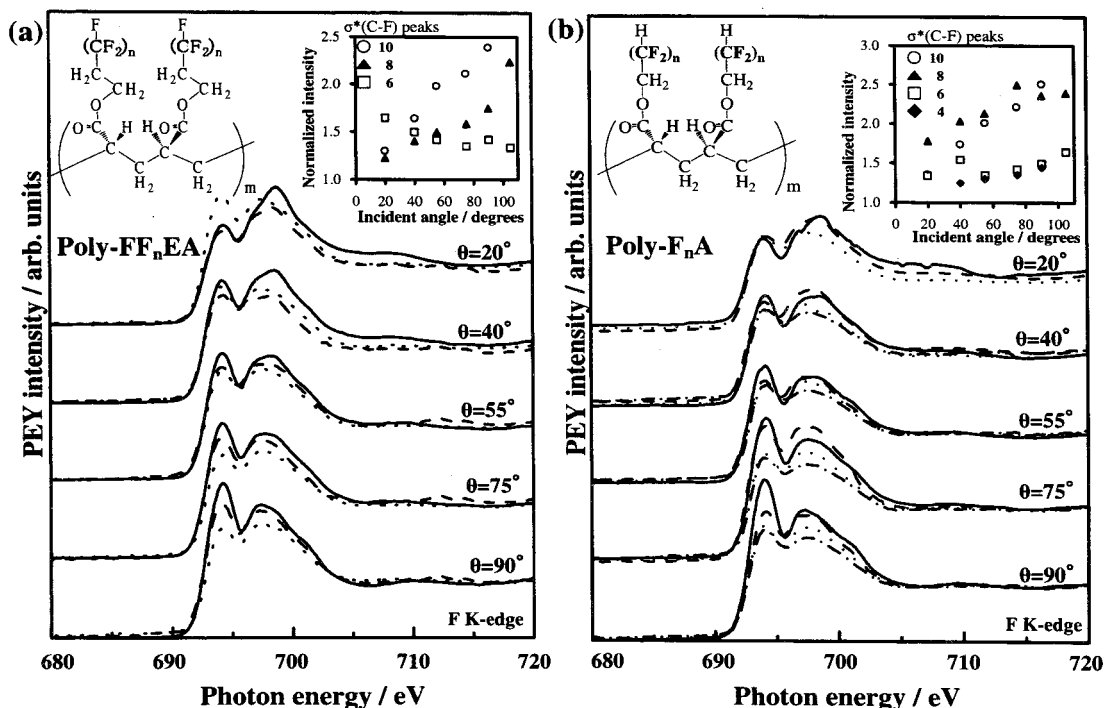 (a)
F F
(CF₂)ₙ (CF₂)ₙ
H₂C H₂C
CH₂ CH₂
O O
O=C H H O=C
C C
C C
H₂ H₂
m
σ*(C-F) peaks
○ 10
▲ 8
□ 6
Normalized intensity
2.5
2.0
1.5
1.0
0 20 40 60 80 100
Incident angle / degrees
Poly-FFₙEA
θ=20°
θ=40°
θ=55°
θ=75°
θ=90°
F K-edge
PEY intensity / arb. units
680 690 700 710 720
Photon energy / eV
(b)
H H
(CF₂)ₙ (CF₂)ₙ
CH₂ CH₂
O O
O=C H H O=C
C C
C C
H₂ H₂
m
σ*(C-F) peaks
○ 10
▲ 8
□ 6
◆ 4
Normalized intensity
3.0
2.5
2.0
1.5
1.0
0 20 40 60 80 100
Incident angle / degrees
Poly-FₙA
θ=20°
θ=40°
θ=55°
θ=75°
θ=90°
F K-edge
PEY intensity / arb. units
680 690 700 710 720
Photon energy / eV